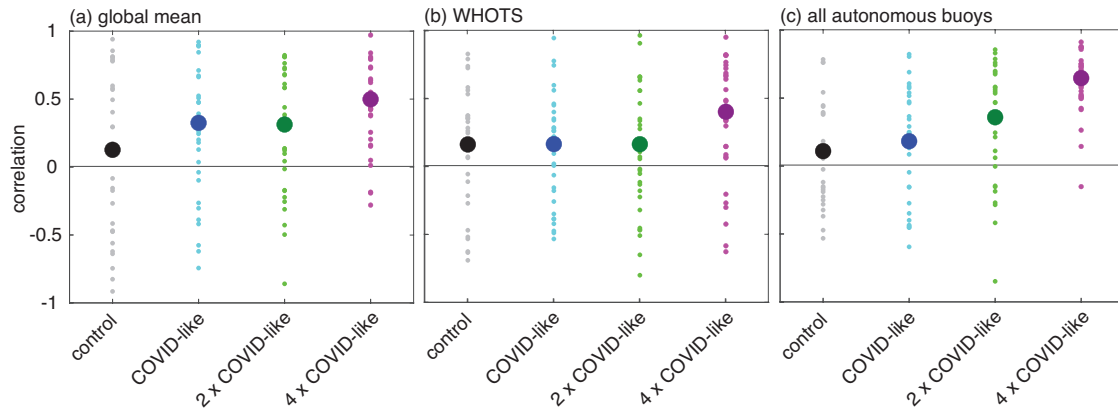 (a) global mean
(b) WHOTS
(c) all autonomous buoys
correlation
1
0.5
0
-0.5
-1
control
COVID-like
2 x COVID-like
4 x COVID-like
control
COVID-like
2 x COVID-like
4 x COVID-like
control
COVID-like
2 x COVID-like
4 x COVID-like